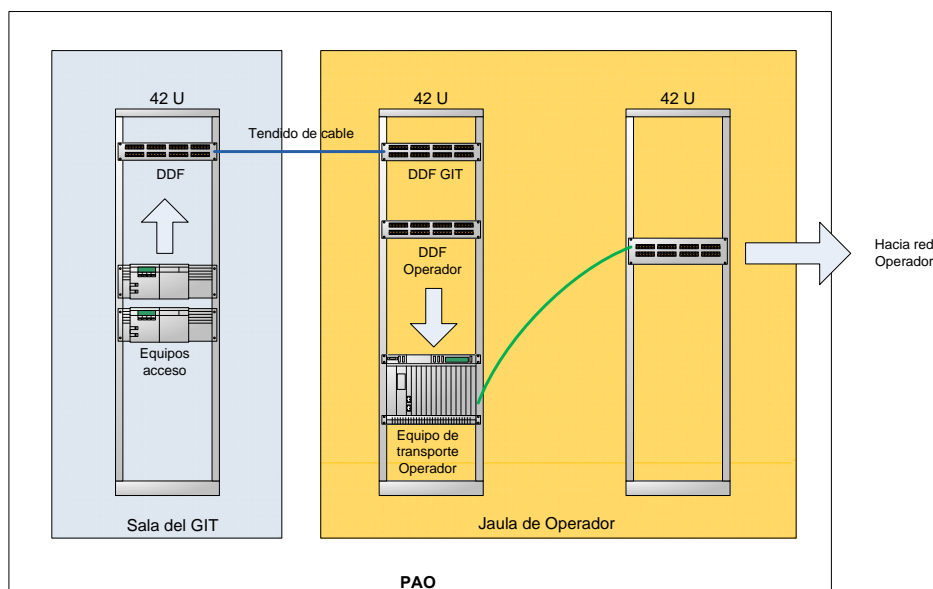 42 U
42 U
42 U
Tendido de cable
DDF
DDF GIT
DDF
Operador
Hacia red
Operador
Equipos
acceso
Equipo de
transporte
Operador
Sala del GIT
Jaula de Operador
PAO